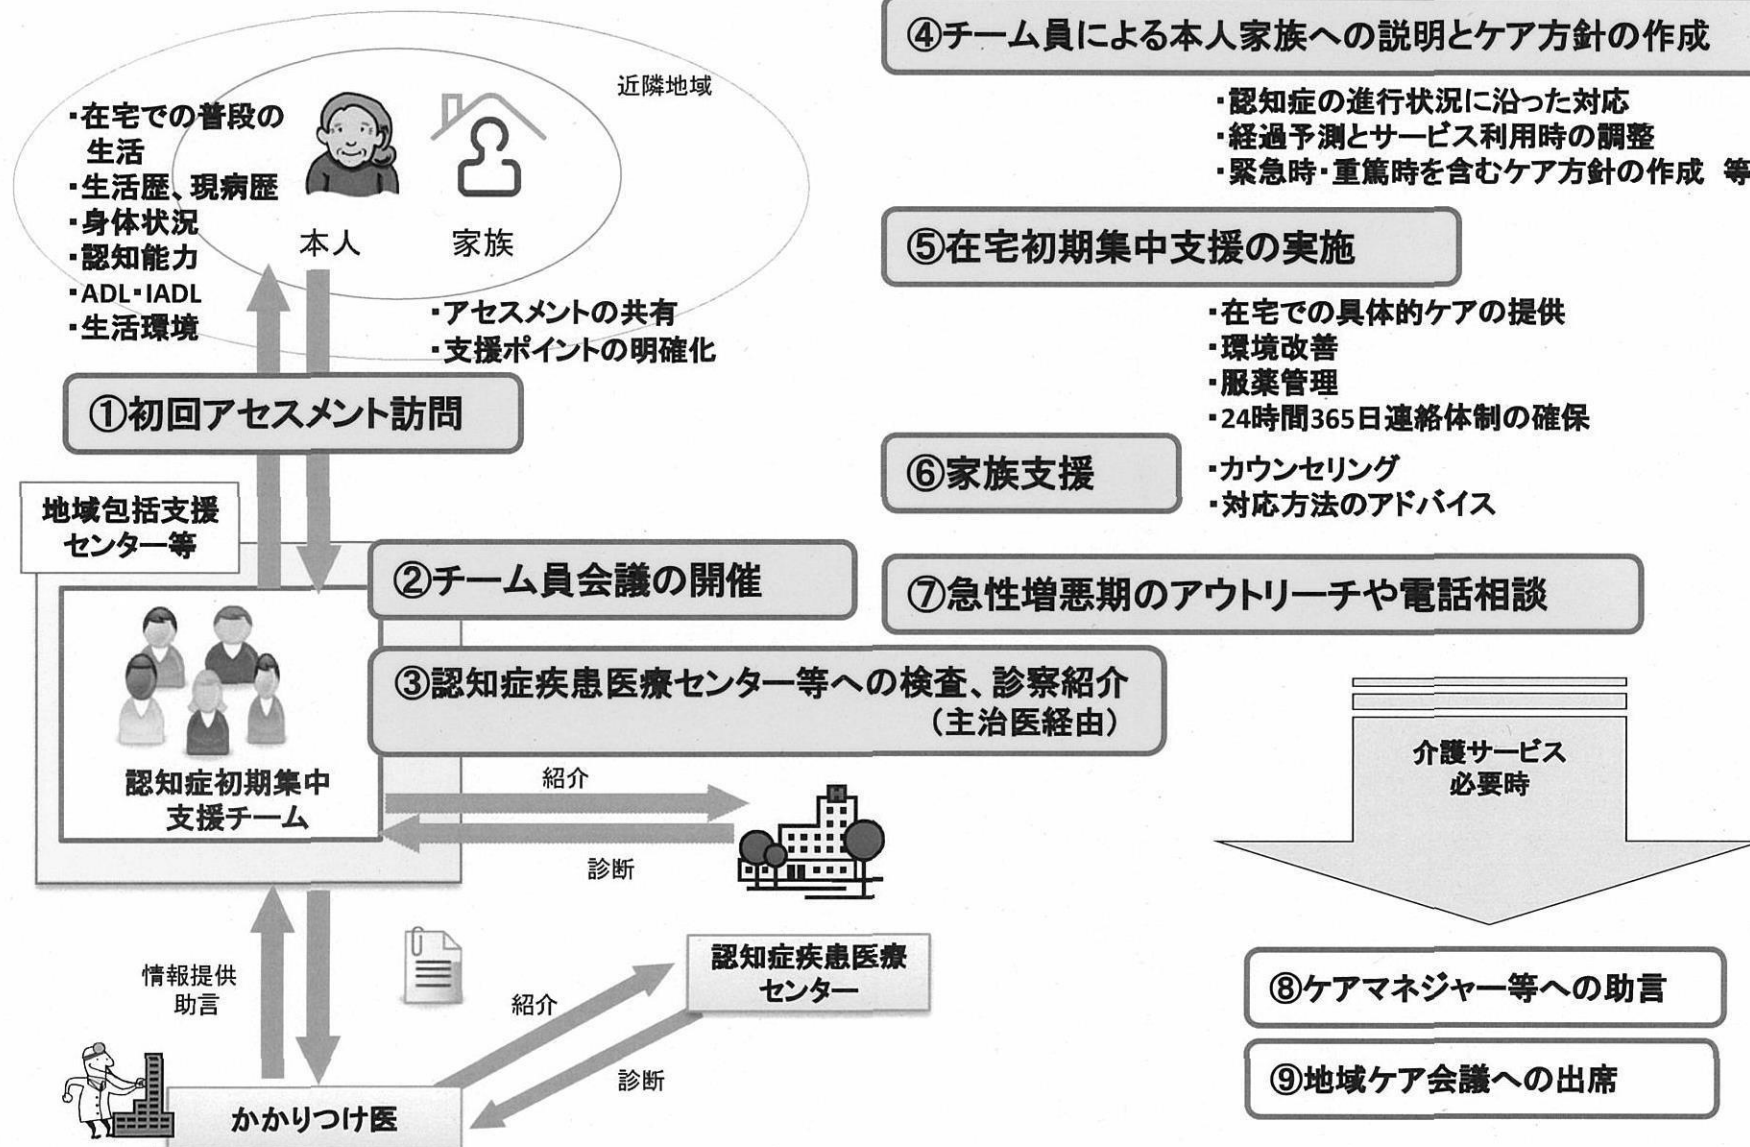 近隣地域
・在宅での普段の
生活
・生活歴、現病歴
・身体状況
・認知能力
・ADL・IADL
・生活環境
本人
家族
・アセスメントの共有
・支援ポイントの明確化
①初回アセスメント訪問
地域包括支援
センター等
②チーム員会議の開催
③認知症疾患医療センター等への検査、診察紹介
（主治医経由）
認知症初期集中
支援チーム
紹介
診断
情報提供
助言
認知症疾患医療
センター
紹介
診断
かかりつけ医
④チーム員による本人家族への説明とケア方針の作成
・認知症の進行状況に沿った対応
・経過予測とサービス利用時の調整
・緊急時・重篤時を含むケア方針の作成 等
⑤在宅初期集中支援の実施
・在宅での具体的ケアの提供
・環境改善
・服薬管理
・24時間365日連絡体制の確保
⑥家族支援
・カウンセリング
・対応方法のアドバイス
⑦急性増悪期のアウトリーチや電話相談
介護サービス
必要時
⑧ケアマネジャー等への助言
⑨地域ケア会議への出席